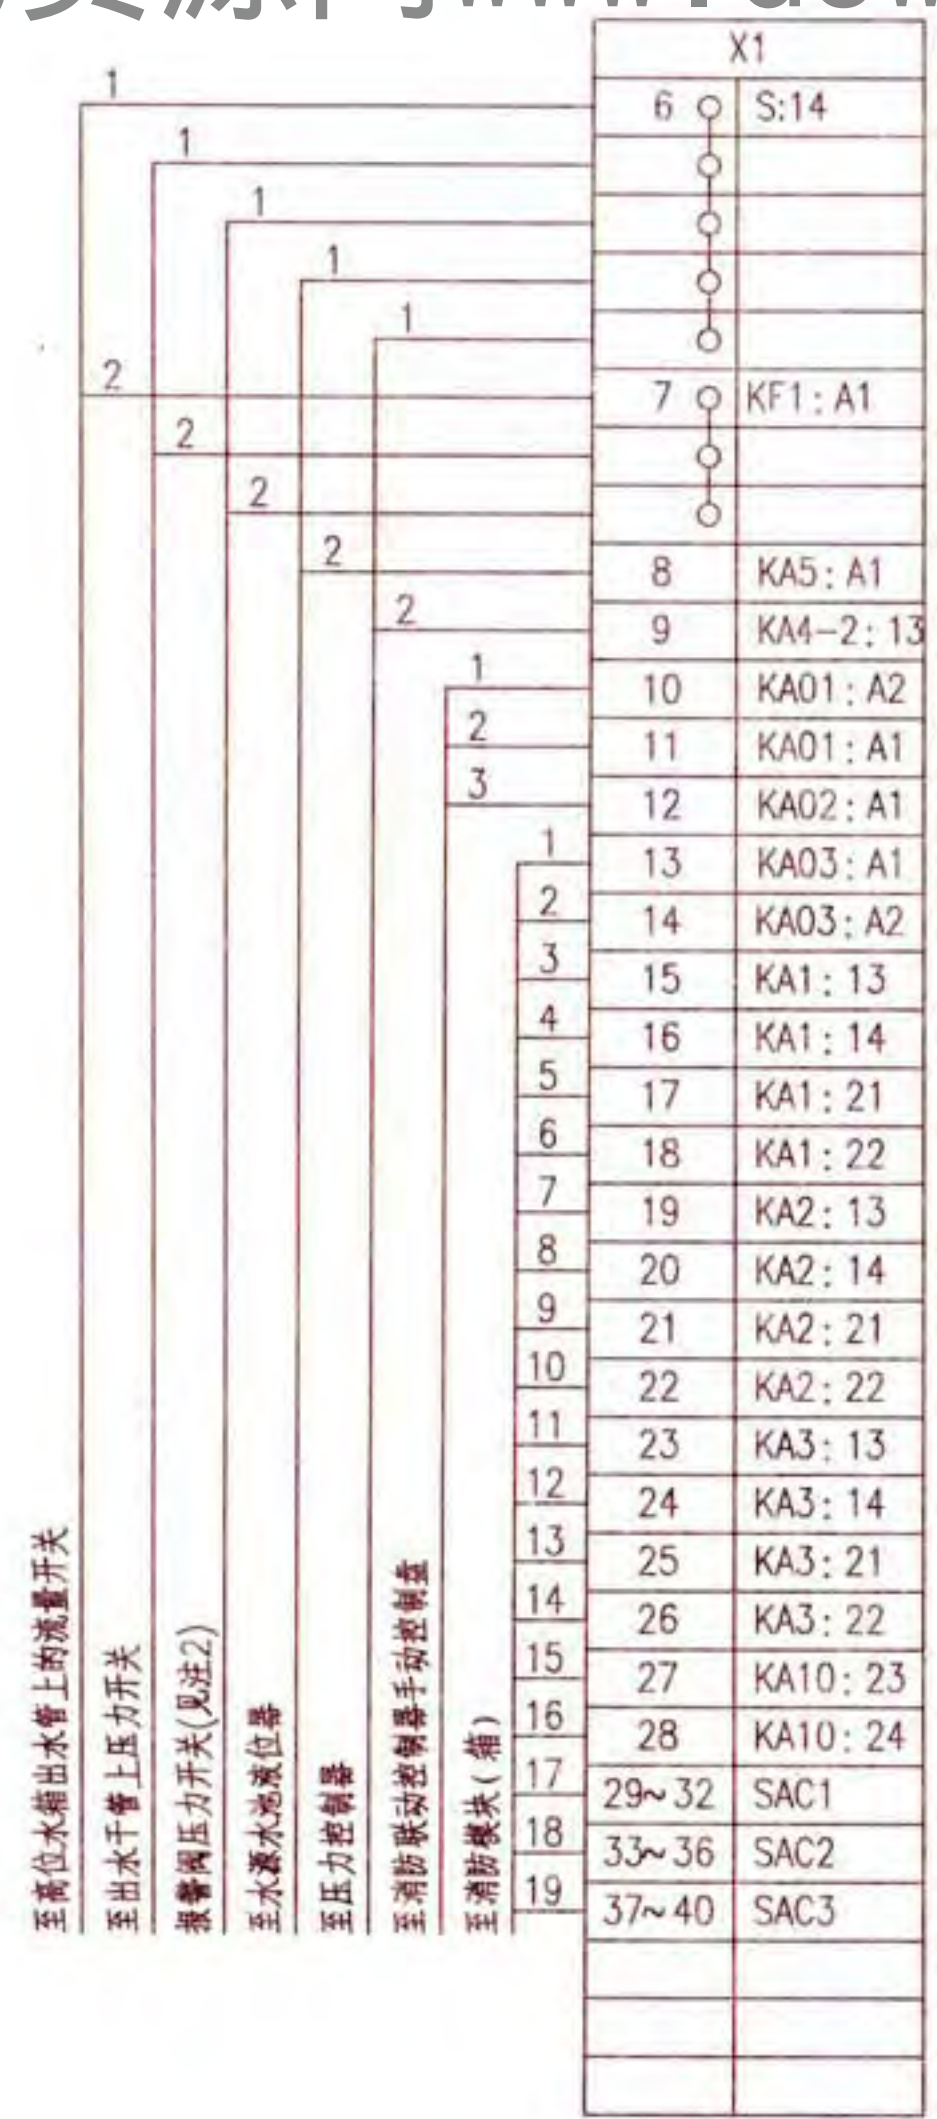 X1
1
6 S:14
1
1
1
1
2
7 KF1: A1
2
2
2
8 KA5: A1
2
9 KA4-2: 13
1
10 KA01: A2
2
11 KA01: A1
3
12 KA02: A1
1
13 KA03: A1
2
14 KA03: A2
3
15 KA1: 13
4
16 KA1: 14
5
17 KA1: 21
6
18 KA1: 22
7
19 KA2: 13
8
20 KA2: 14
9
21 KA2: 21
10
22 KA2: 22
11
23 KA3: 13
12
24 KA3: 14
13
25 KA3: 21
14
26 KA3: 22
15
27 KA10: 23
16
28 KA10: 24
17
29~32 SAC1
18
33~36 SAC2
19
37~40 SAC3
至高位水箱出水管上的流量开关
至出水干管上压力开关
报警阀压力开关(见注2)
至水源水池液位器
至压力控制器
至消防联动控制器手动控制盘
至消防模块(箱)